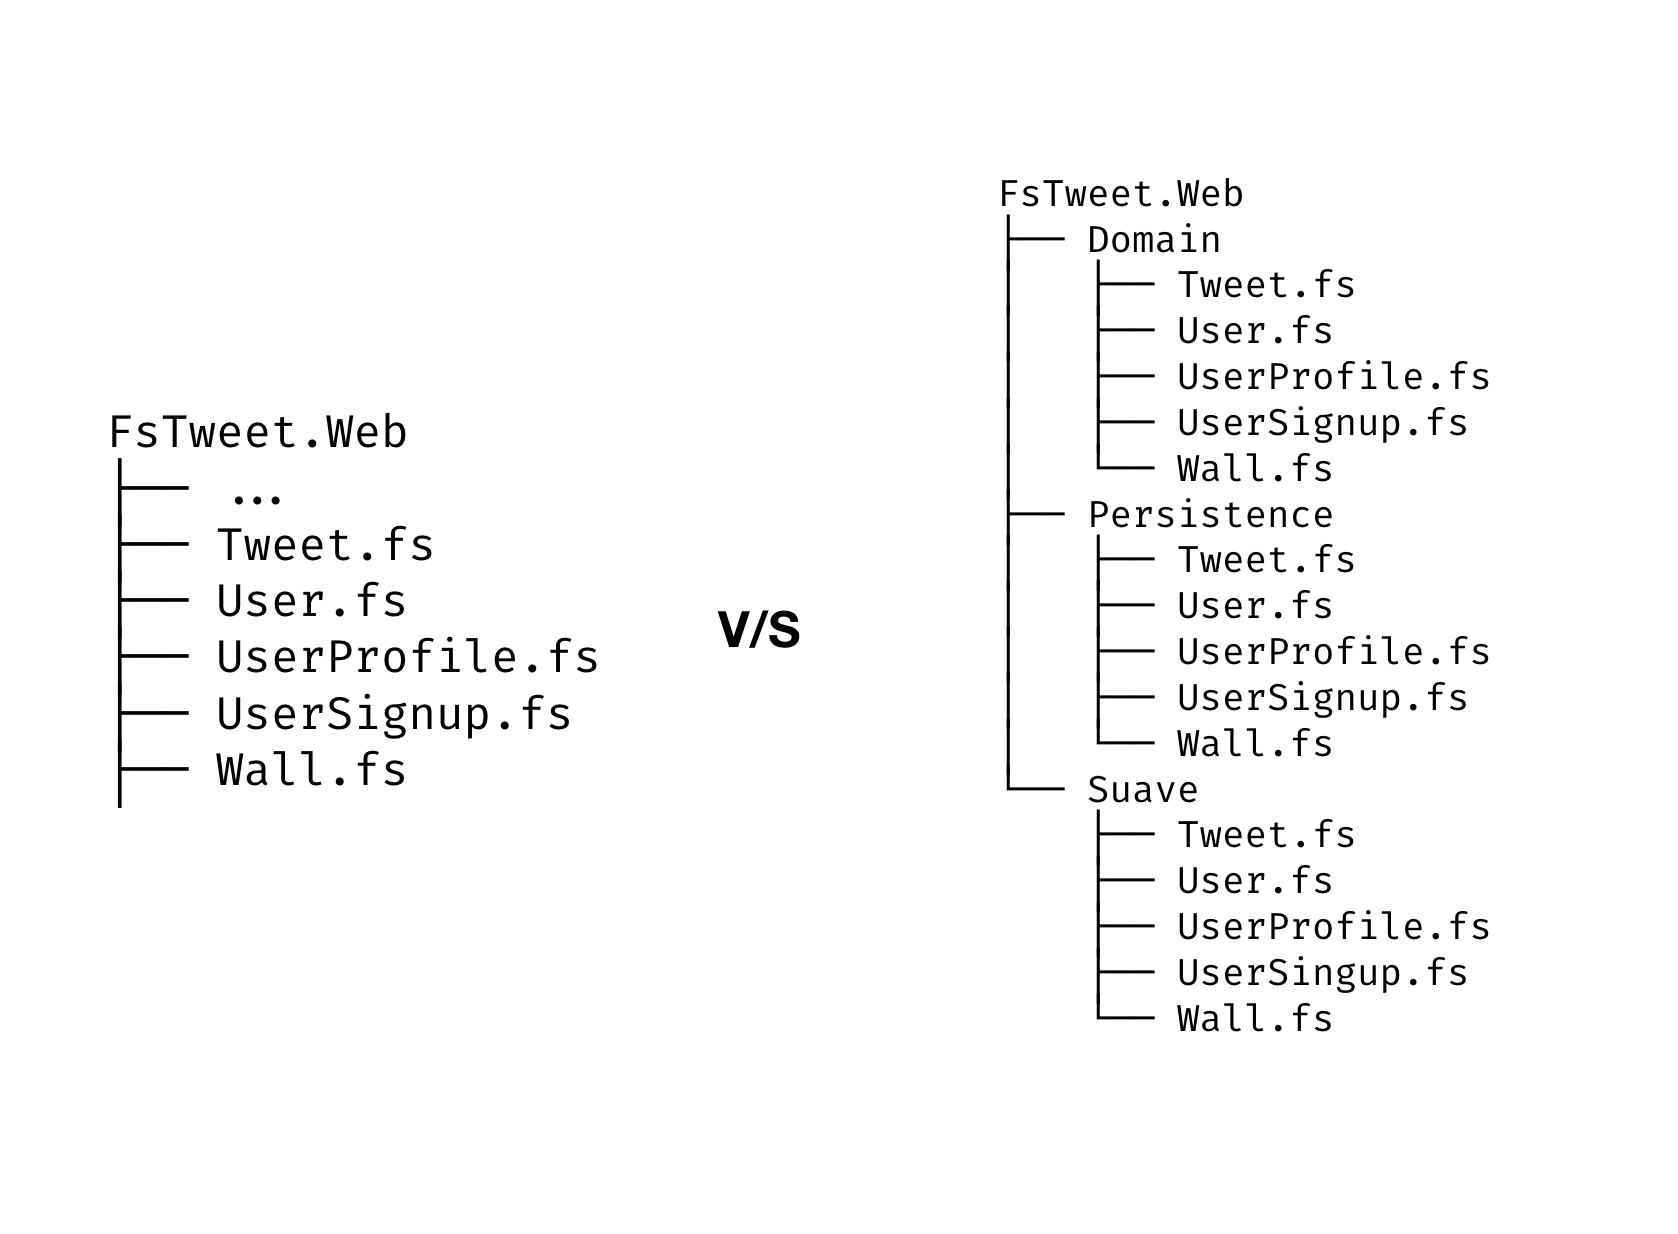 FsTweet.Web
├── ...
├── Tweet.fs
├── User.fs
├── UserProfile.fs
├── UserSignup.fs
├── Wall.fs
│
v/s
FsTweet.Web
├── Domain
│   ├── Tweet.fs
│   ├── User.fs
│   ├── UserProfile.fs
│   ├── UserSignup.fs
│   └── Wall.fs
├── Persistence
│   ├── Tweet.fs
│   ├── User.fs
│   ├── UserProfile.fs
│   ├── UserSignup.fs
│   └── Wall.fs
└── Suave
    ├── Tweet.fs
    ├── User.fs
    ├── UserProfile.fs
    ├── UserSingup.fs
    └── Wall.fs